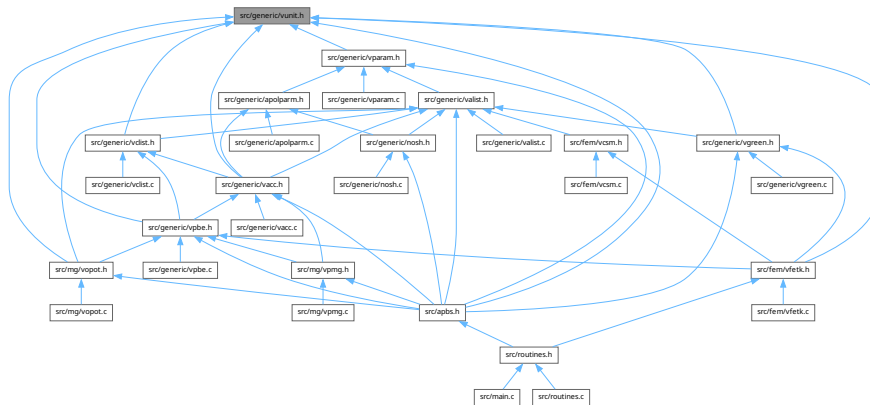 src/generic/vunit.h
src/generic/vparam.h
src/generic/apolparm.h
src/generic/vparam.c
src/generic/valist.h
src/generic/vclist.h
src/generic/apolparm.c
src/generic/nosh.h
src/generic/valist.c
src/fem/vcsm.h
src/generic/vgreen.h
src/generic/vclist.c
src/generic/vacc.h
src/generic/nosh.c
src/fem/vcsm.c
src/generic/vgreen.c
src/generic/vpbe.h
src/generic/vacc.c
src/mg/vopot.h
src/generic/vpbe.c
src/mg/vpmg.h
src/fem/vfetk.h
src/mg/vopot.c
src/mg/vpmg.c
src/apbs.h
src/fem/vfetk.c
src/routines.h
src/main.c
src/routines.c